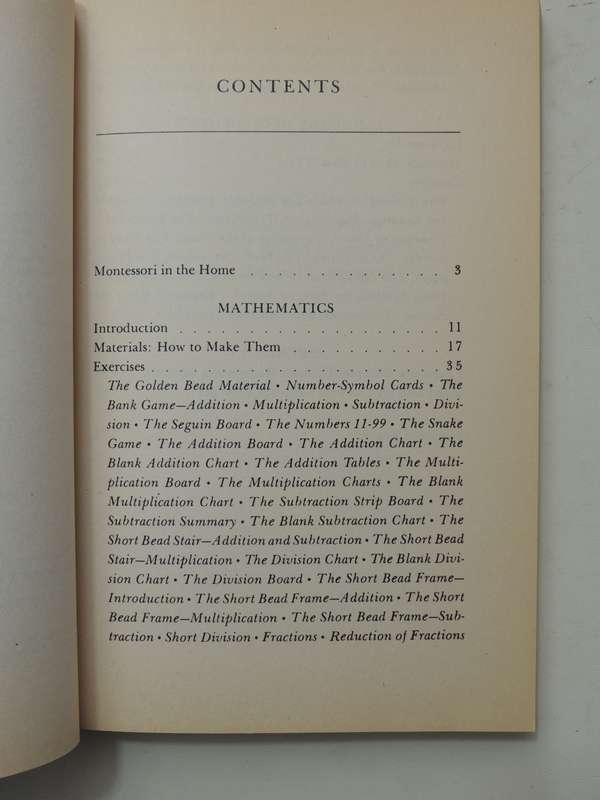 CONTENTS
Montessori in the Home . . . . . . . . . . . . . . 3
MATHEMATICS
Introduction . . . . . . . . . . . . . . . . . . . 11
Materials: How to Make Them . . . . . . . . . . . 17
Exercises . . . . . . . . . . . . . . . . . . . . . 35
The Golden Bead Material • Number-Symbol Cards • The
Bank Game—Addition • Multiplication • Subtraction • Divi-
sion • The Seguin Board • The Numbers 11-99 • The Snake
Game • The Addition Board • The Addition Chart • The
Blank Addition Chart • The Addition Tables • The Multi-
plication Board • The Multiplication Charts • The Blank
Multiplication Chart • The Subtraction Strip Board • The
Subtraction Summary • The Blank Subtraction Chart • The
Short Bead Stair—Addition and Subtraction • The Short Bead
Stair—Multiplication • The Division Chart • The Blank Divi-
sion Chart • The Division Board • The Short Bead Frame—
Introduction • The Short Bead Frame—Addition • The Short
Bead Frame—Multiplication • The Short Bead Frame—Sub-
traction • Short Division • Fractions • Reduction of Fractions